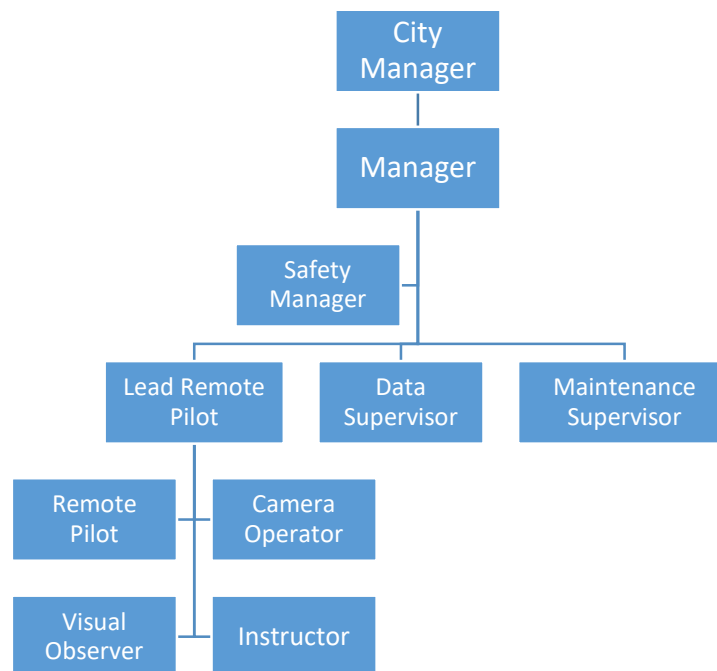 City
Manager
Manager
Safety
Manager
Lead Remote
Pilot
Data
Supervisor
Maintenance
Supervisor
Remote
Pilot
Camera
Operator
Visual
Observer
Instructor